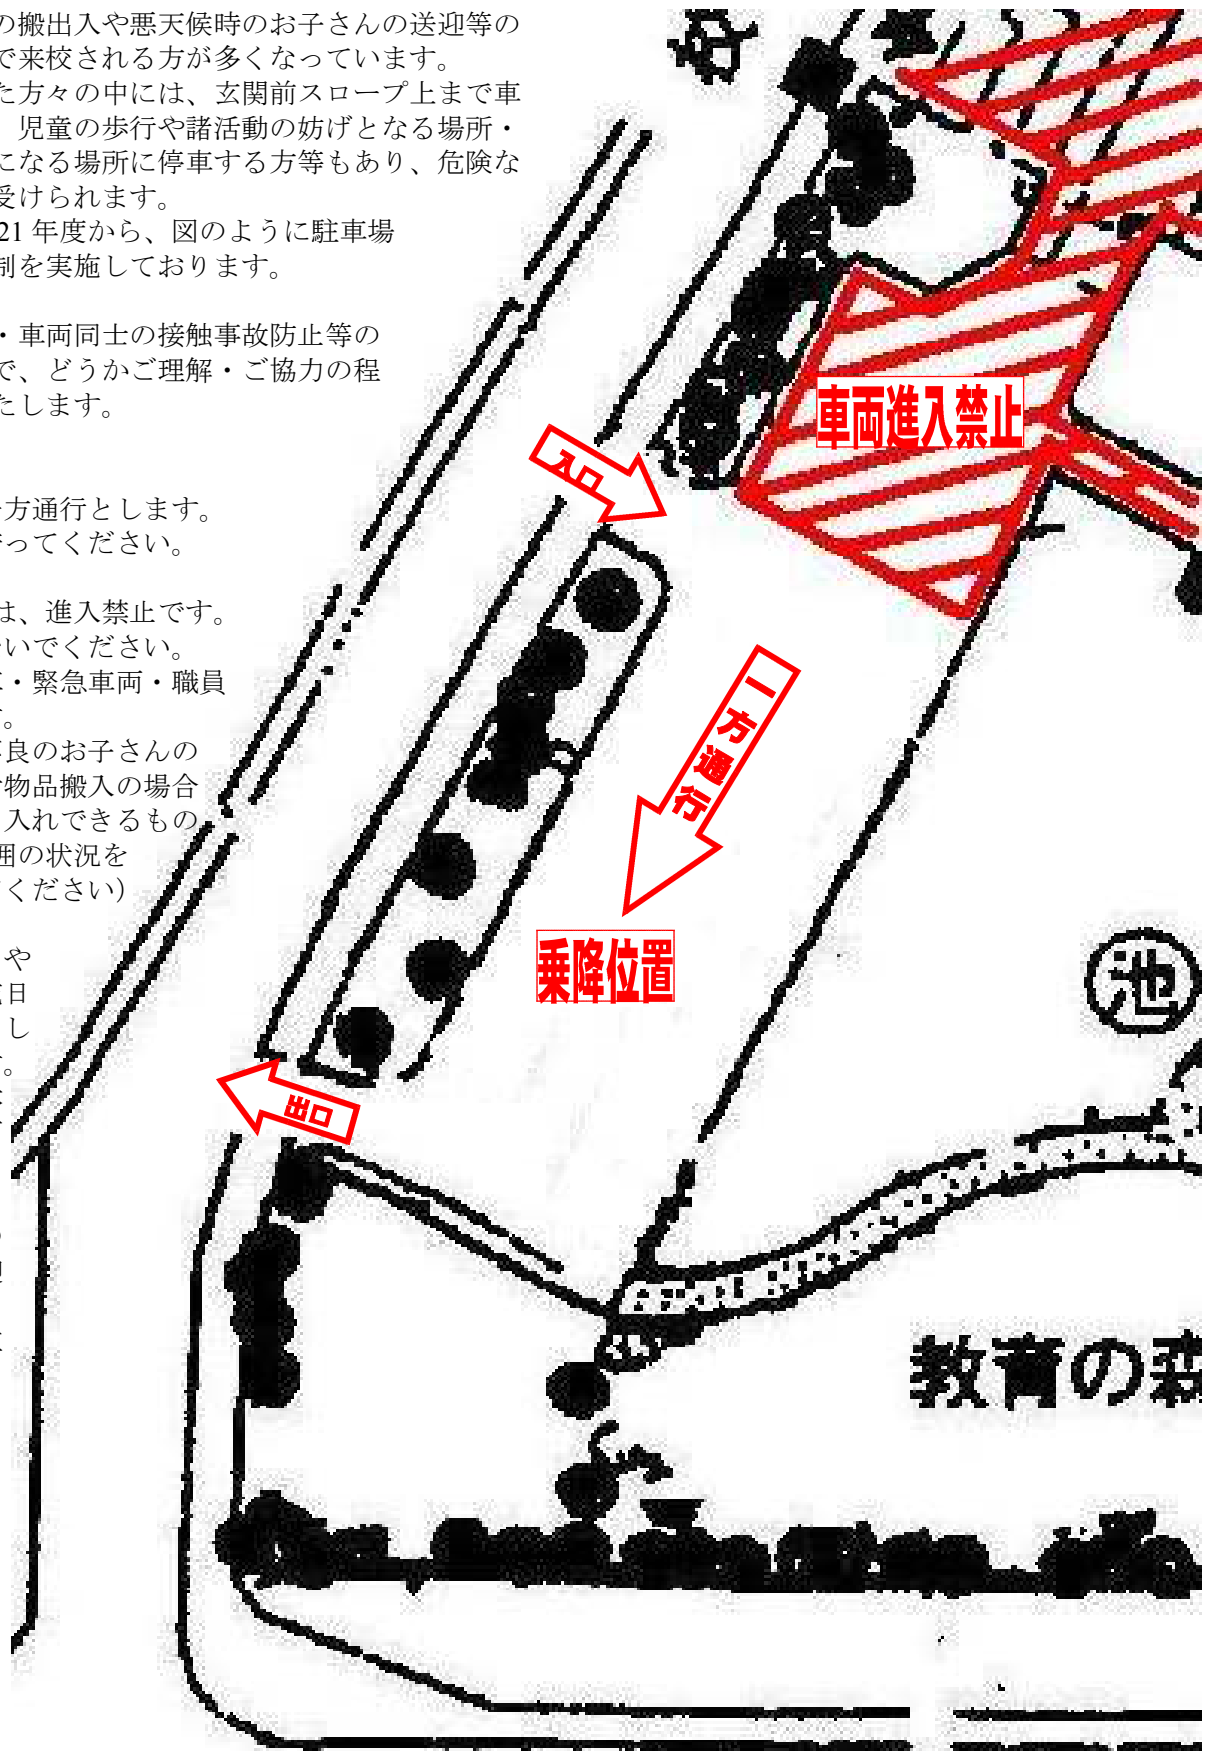 の搬出入や悪天候時のお子さんの送迎等の
で来校される方が多くなっています。
た方々の中には、玄関前スロープ上まで車
、児童の歩行や諸活動の妨げとなる場所・
になる場所に停車する方等もあり、危険な
受けられます。
21 年度から、図のように駐車場
制を実施しております。
・車両同士の接触事故防止等の
で、どうかご理解・ご協力の程
たします。
方通行とします。
ってください。
は、進入禁止です。
いでください。
・緊急車両・職員
。
良のお子さんの
物品搬入の場合
入れできるもの
囲の状況を
ください）
や
日
し
。
車両進入禁止
入口
一方通行
乗降位置
出口
池
教育の森